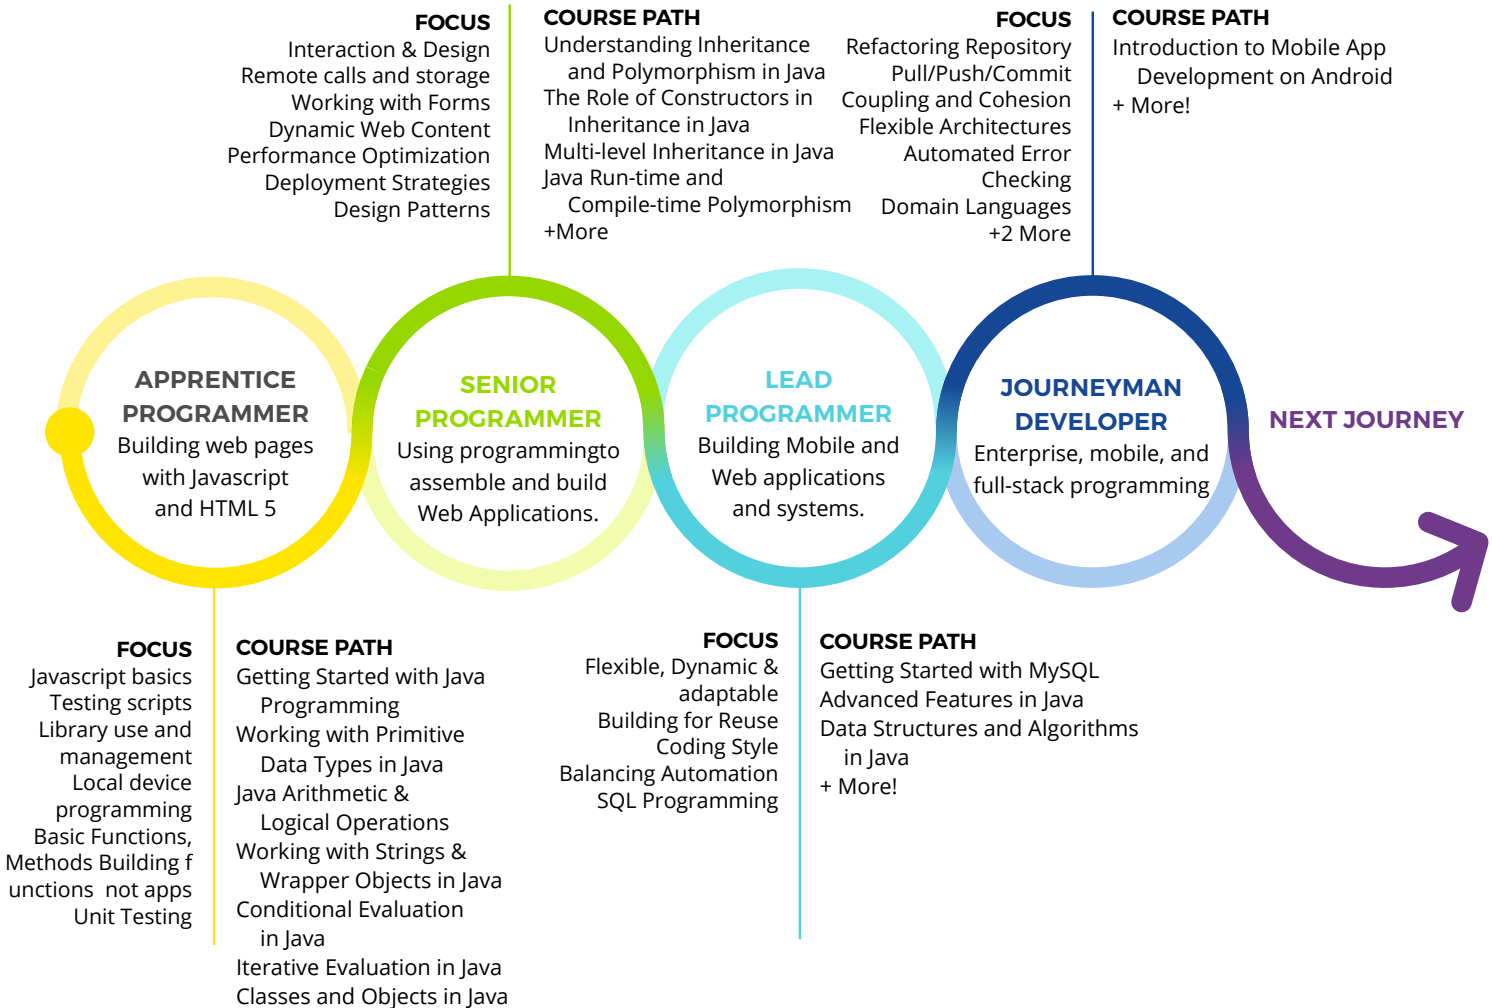 FOCUS
Interaction & Design
Remote calls and storage
Working with Forms
Dynamic Web Content
Performance Optimization
Deployment Strategies
Design Patterns
COURSE PATH
Understanding Inheritance
and Polymorphism in Java
The Role of Constructors in
Inheritance in Java
Multi-level Inheritance in Java
Java Run-time and
Compile-time Polymorphism
+More
FOCUS
Refactoring Repository
Pull/Push/Commit
Coupling and Cohesion
Flexible Architectures
Automated Error
Checking
Domain Languages
+2 More
COURSE PATH
Introduction to Mobile App
Development on Android
+ More!
APPRENTICE
PROGRAMMER
Building web pages
with Javascript
and HTML 5
SENIOR
PROGRAMMER
Using programmingto
assemble and build
Web Applications.
LEAD
PROGRAMMER
Building Mobile and
Web applications
and systems.
JOURNEYMAN
DEVELOPER
Enterprise, mobile, and
full-stack programming
NEXT JOURNEY
FOCUS
Javascript basics
Testing scripts
Library use and
management
Local device
programming
Basic Functions,
Methods Building f
unctions  not apps
Unit Testing
COURSE PATH
Getting Started with Java
Programming
Working with Primitive
Data Types in Java
Java Arithmetic &
Logical Operations
Working with Strings &
Wrapper Objects in Java
Conditional Evaluation
in Java
Iterative Evaluation in Java
Classes and Objects in Java
FOCUS
Flexible, Dynamic &
adaptable
Building for Reuse
Coding Style
Balancing Automation
SQL Programming
COURSE PATH
Getting Started with MySQL
Advanced Features in Java
Data Structures and Algorithms
in Java
+ More!